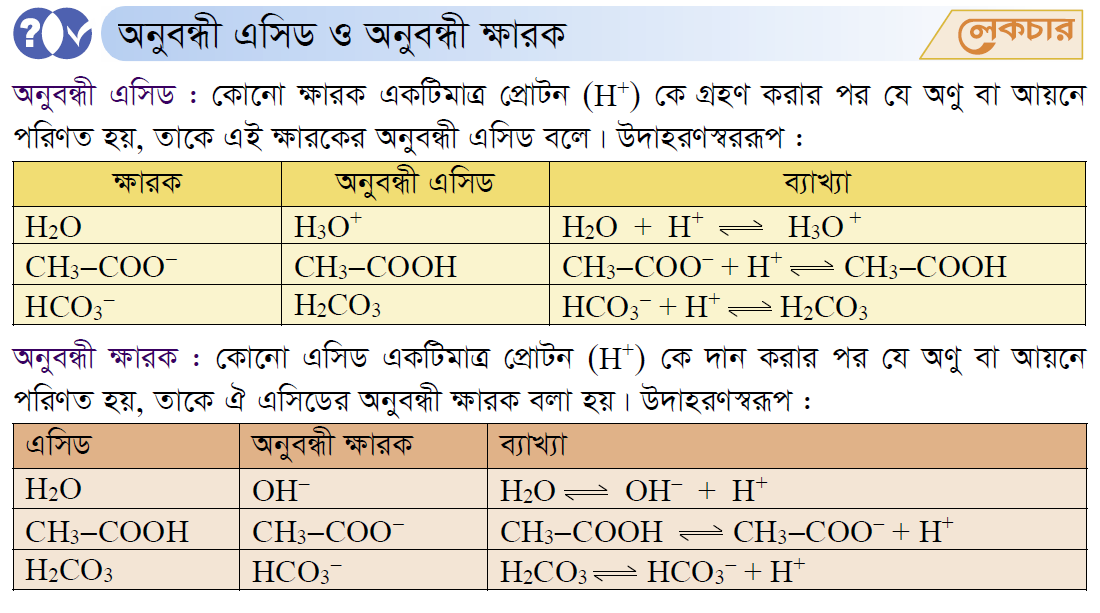 অনুবন্ধী এসিড ও অনুবন্ধী ক্ষারক
লেকচার
অনুবন্ধী এসিড : কোনো ক্ষারক একটিমাত্র প্রোটন (H⁺) কে গ্রহণ করার পর যে অণু বা আয়নে
পরিণত হয়, তাকে এই ক্ষারকের অনুবন্ধী এসিড বলে। উদাহরণস্বররূপ :
ক্ষারক অনুবন্ধী এসিড ব্যাখ্যা
H₂O H₃O⁺ H₂O + H⁺ ⇌ H₃O⁺
CH₃–COO⁻ CH₃–COOH CH₃–COO⁻ + H⁺ ⇌ CH₃–COOH
HCO₃⁻ H₂CO₃ HCO₃⁻ + H⁺ ⇌ H₂CO₃
অনুবন্ধী ক্ষারক : কোনো এসিড একটিমাত্র প্রোটন (H⁺) কে দান করার পর যে অণু বা আয়নে
পরিণত হয়, তাকে ঐ এসিডের অনুবন্ধী ক্ষারক বলা হয়। উদাহরণস্বরূপ :
এসিড অনুবন্ধী ক্ষারক ব্যাখ্যা
H₂O OH⁻ H₂O ⇌ OH⁻ + H⁺
CH₃–COOH CH₃–COO⁻ CH₃–COOH ⇌ CH₃–COO⁻ + H⁺
H₂CO₃ HCO₃⁻ H₂CO₃ ⇌ HCO₃⁻ + H⁺